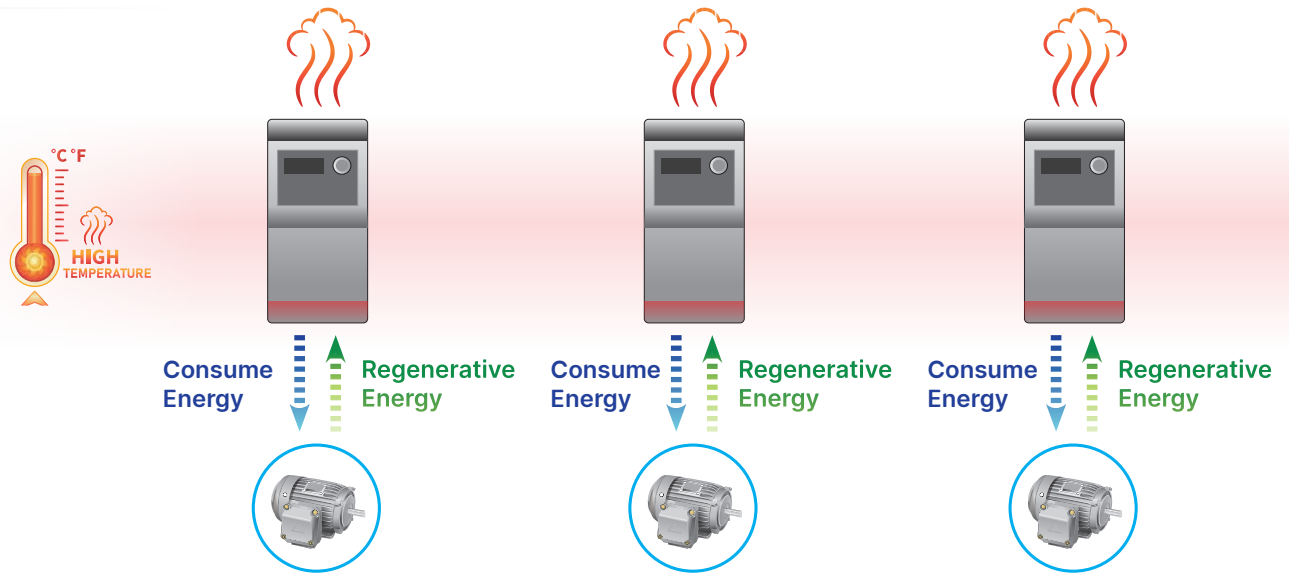 °C °F
HIGH
TEMPERATURE
Consume
Energy
Regenerative
Energy
Consume
Energy
Regenerative
Energy
Consume
Energy
Regenerative
Energy